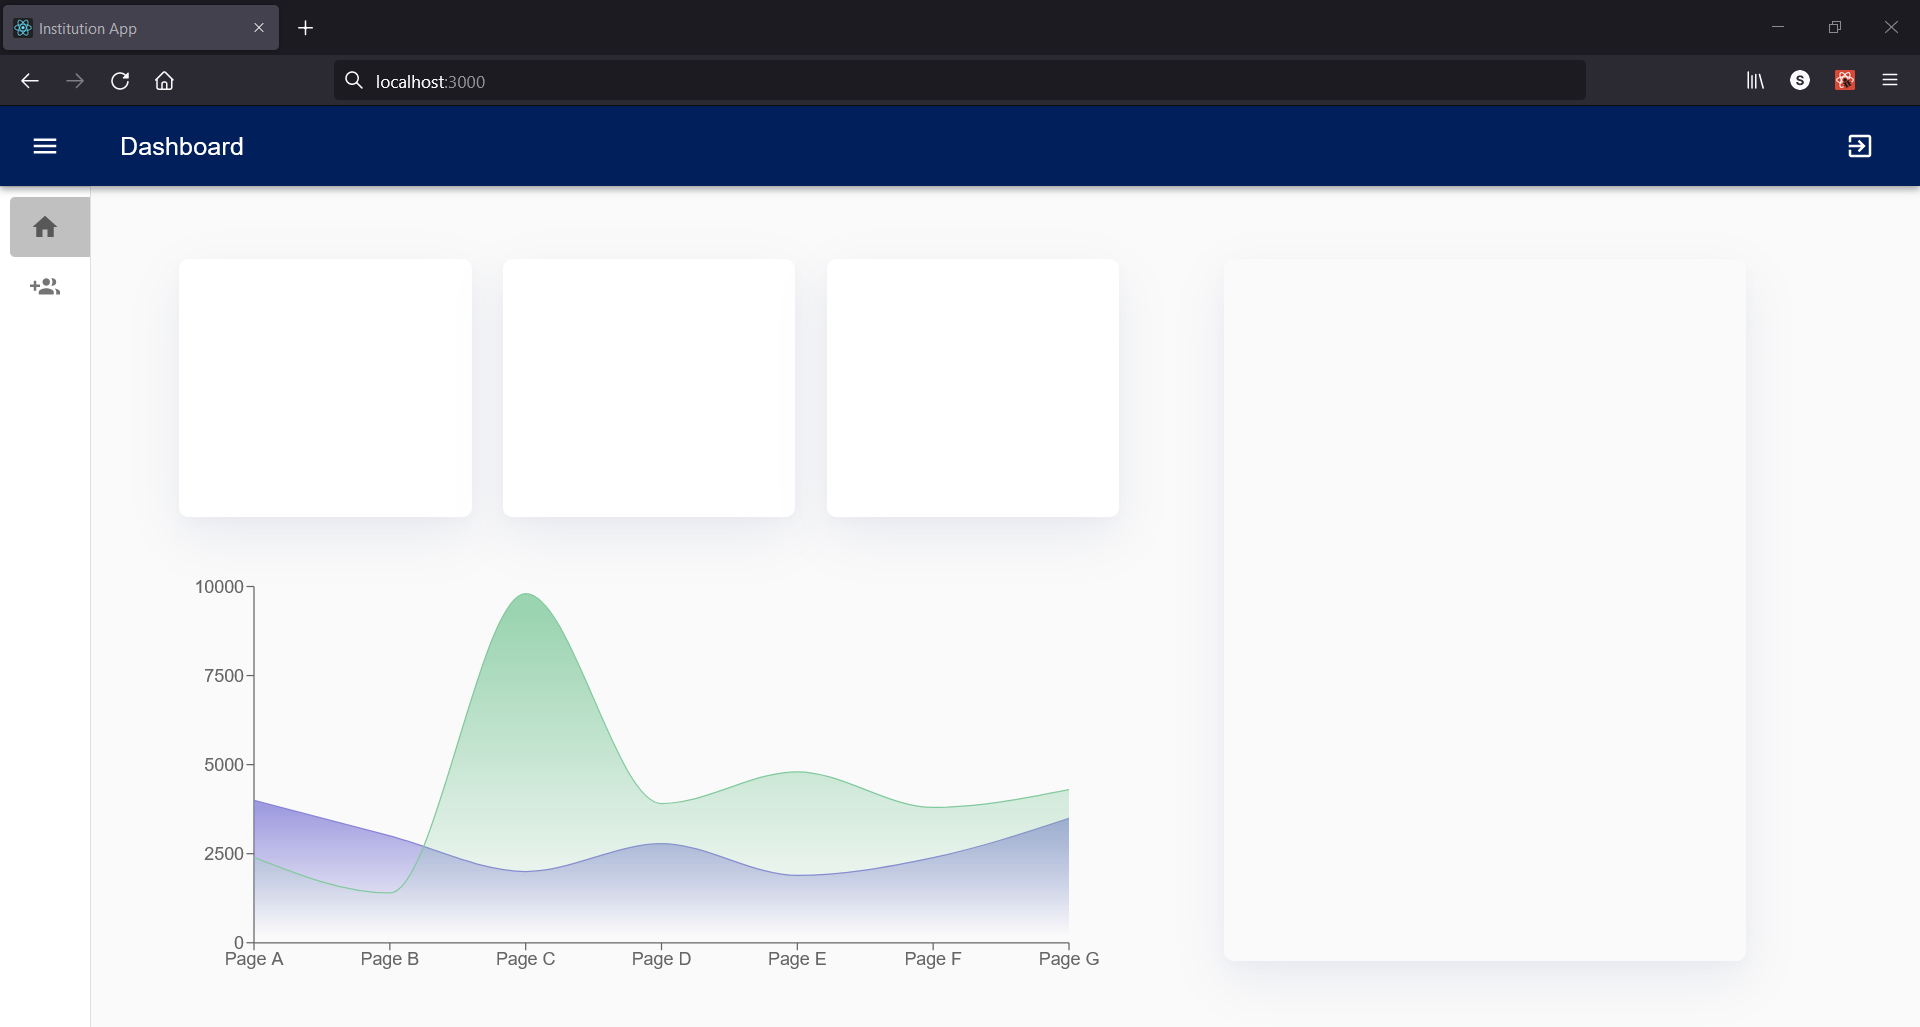 Institution App
localhost:3000
S
Dashboard
10000
7500
5000
2500
0
Page A Page B Page C Page D Page E Page F Page G